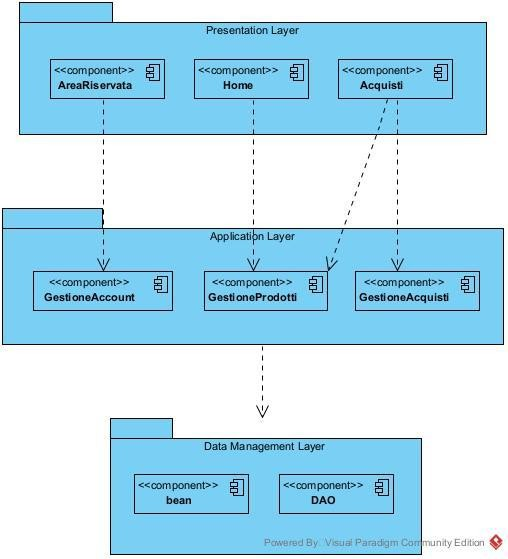 Presentation Layer
<<component>>
AreaRiservata
<<component>>
Home
<<component>>
Acquisti
Application Layer
<<component>>
GestioneAccount
<<component>>
GestioneProdotti
<<component>>
GestioneAcquisti
Data Management Layer
<<component>>
bean
<<component>>
DAO
Powered By: Visual Paradigm Community Edition